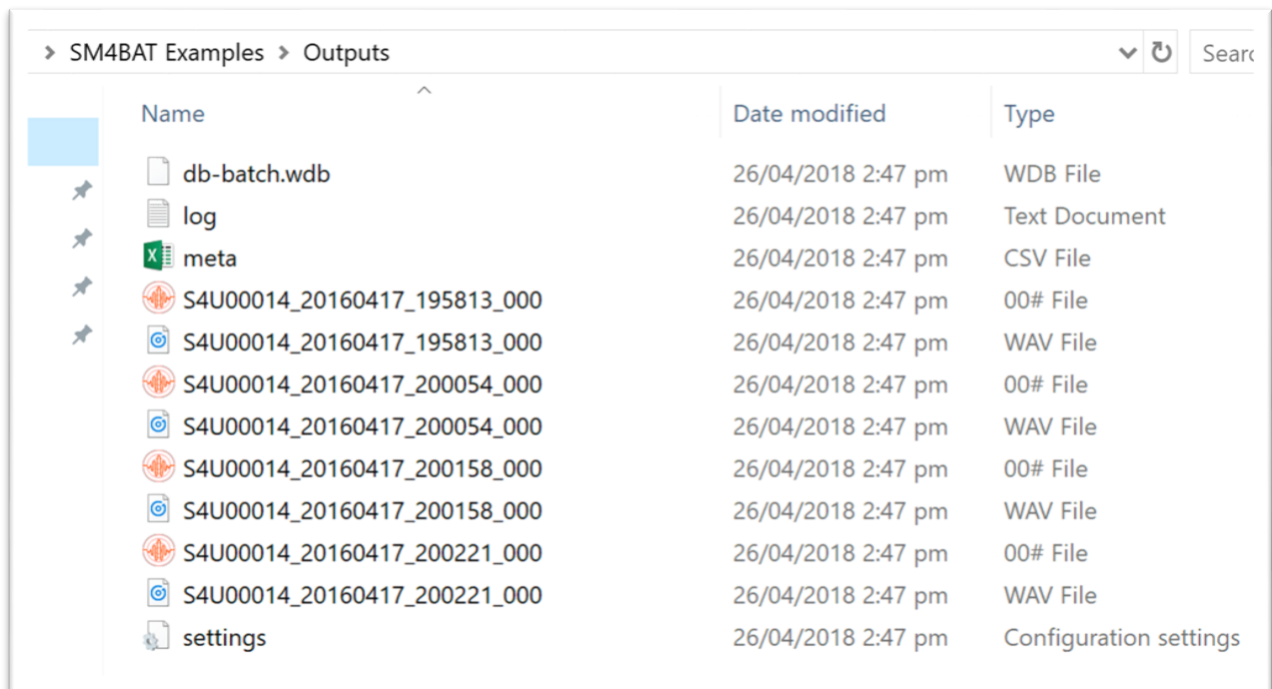 > SM4BAT Examples > Outputs
Name Date modified Type
db-batch.wdb 26/04/2018 2:47 pm WDB File
log 26/04/2018 2:47 pm Text Document
meta 26/04/2018 2:47 pm CSV File
S4U00014_20160417_195813_000 26/04/2018 2:47 pm 00# File
S4U00014_20160417_195813_000 26/04/2018 2:47 pm WAV File
S4U00014_20160417_200054_000 26/04/2018 2:47 pm 00# File
S4U00014_20160417_200054_000 26/04/2018 2:47 pm WAV File
S4U00014_20160417_200158_000 26/04/2018 2:47 pm 00# File
S4U00014_20160417_200158_000 26/04/2018 2:47 pm WAV File
S4U00014_20160417_200221_000 26/04/2018 2:47 pm 00# File
S4U00014_20160417_200221_000 26/04/2018 2:47 pm WAV File
settings 26/04/2018 2:47 pm Configuration settings